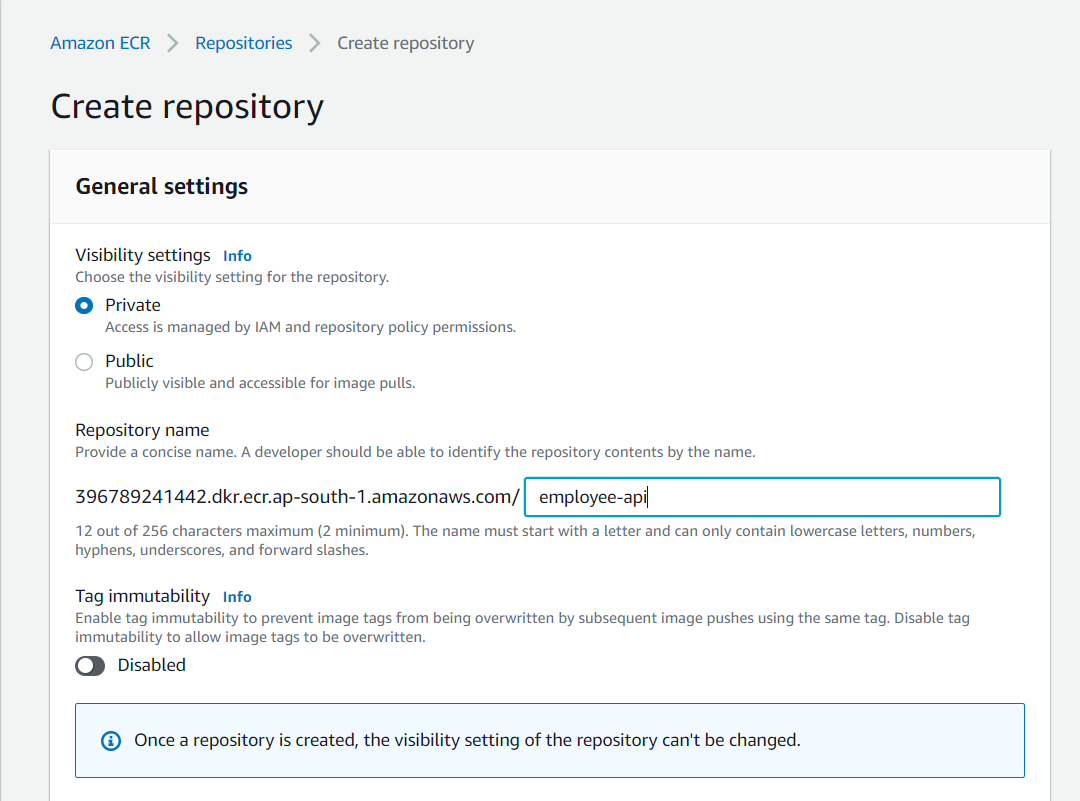 Amazon ECR > Repositories > Create repository
Create repository
General settings
Visibility settings Info
Choose the visibility setting for the repository.
Private
Access is managed by IAM and repository policy permissions.
Public
Publicly visible and accessible for image pulls.
Repository name
Provide a concise name. A developer should be able to identify the repository contents by the name.
396789241442.dkr.ecr.ap-south-1.amazonaws.com/ employee-api
12 out of 256 characters maximum (2 minimum). The name must start with a letter and can only contain lowercase letters, numbers,
hyphens, underscores, and forward slashes.
Tag immutability Info
Enable tag immutability to prevent image tags from being overwritten by subsequent image pushes using the same tag. Disable tag
immutability to allow image tags to be overwritten.
Disabled
Once a repository is created, the visibility setting of the repository can't be changed.